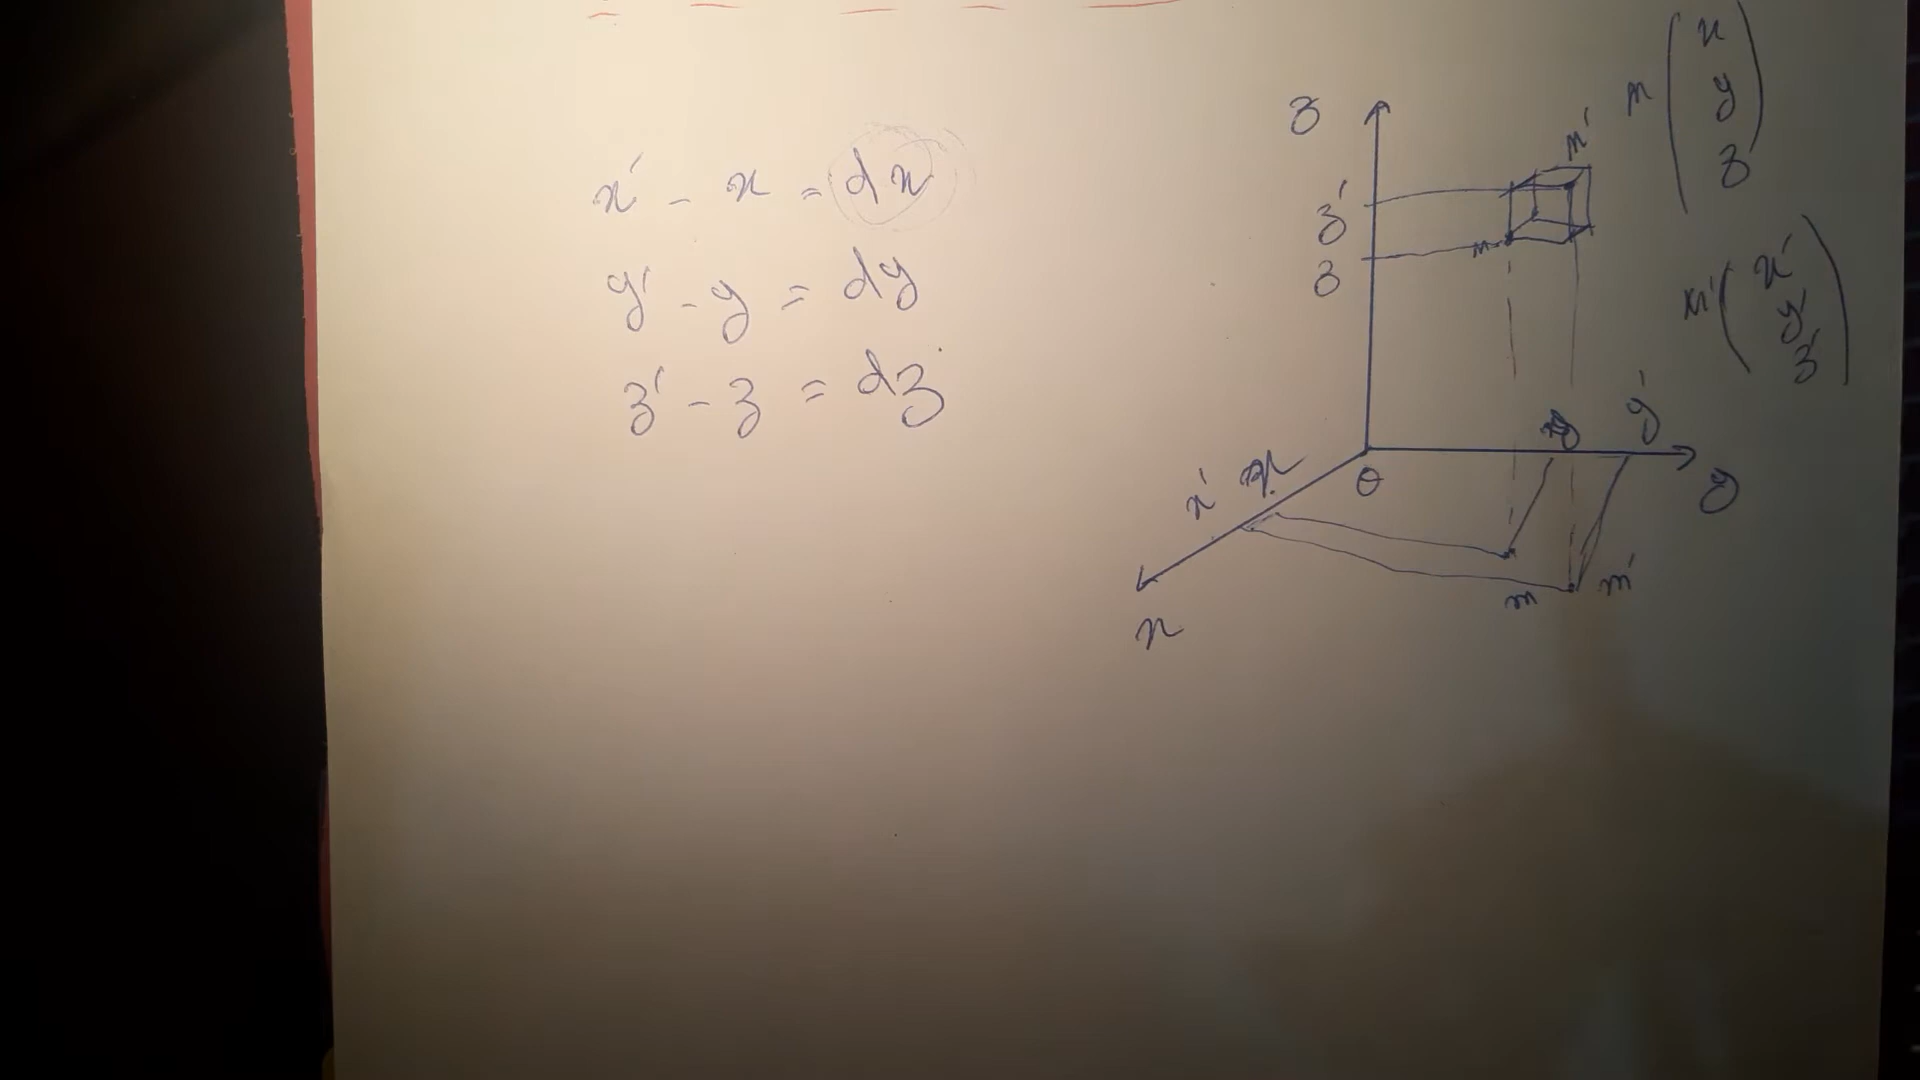 x' - x = dx
y' - y = dy
z' - z = dz
z
z'
z
m'
m
m ( x
y
z )
m' ( x'
y'
z' )
x' x
O
y
y'
y
m
m'
x